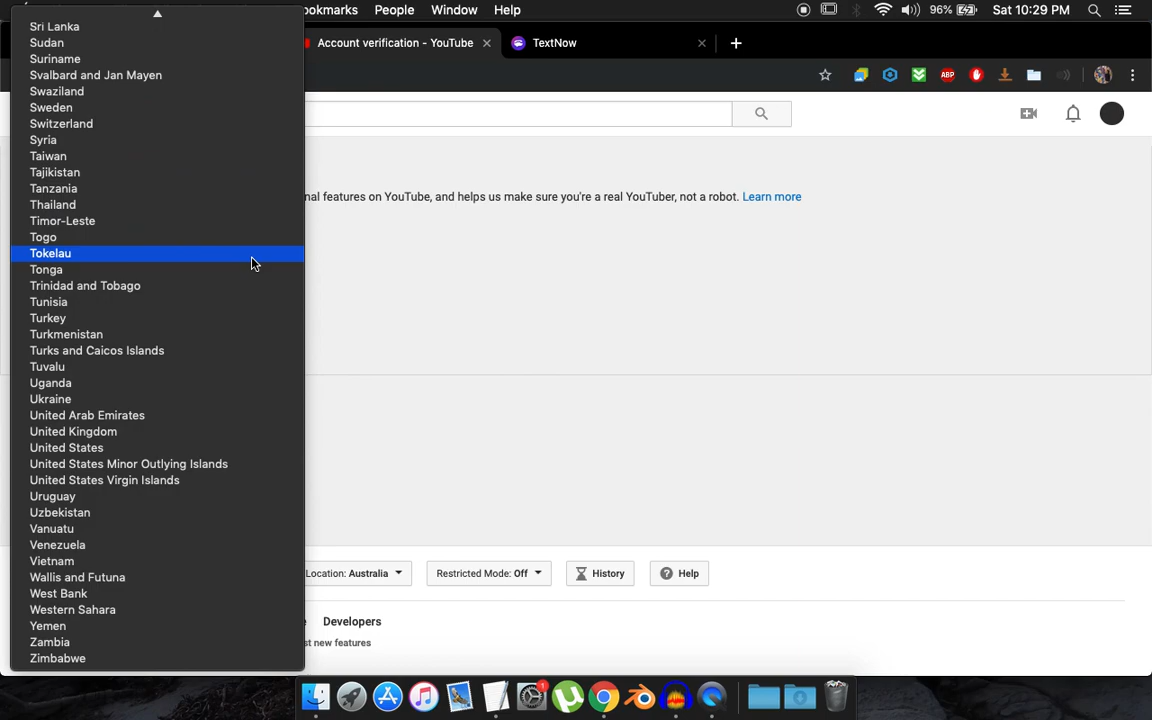 ookmarks People Window Help 96% Sat 10:29 PM
Account verification - YouTube
TextNow
ABP
Sri Lanka
Sudan
Suriname
Svalbard and Jan Mayen
Swaziland
Sweden
Switzerland
Syria
Taiwan
Tajikistan
Tanzania
Thailand
Timor-Leste
Togo
Tokelau
Tonga
Trinidad and Tobago
Tunisia
Turkey
Turkmenistan
Turks and Caicos Islands
Tuvalu
Uganda
Ukraine
United Arab Emirates
United Kingdom
United States
United States Minor Outlying Islands
United States Virgin Islands
Uruguay
Uzbekistan
Vanuatu
Venezuela
Vietnam
Wallis and Futuna
West Bank
Western Sahara
Yemen
Zambia
Zimbabwe
nal features on YouTube, and helps us make sure you're a real YouTuber, not a robot. Learn more
Location: Australia Restricted Mode: Off History Help
Developers
st new features
1